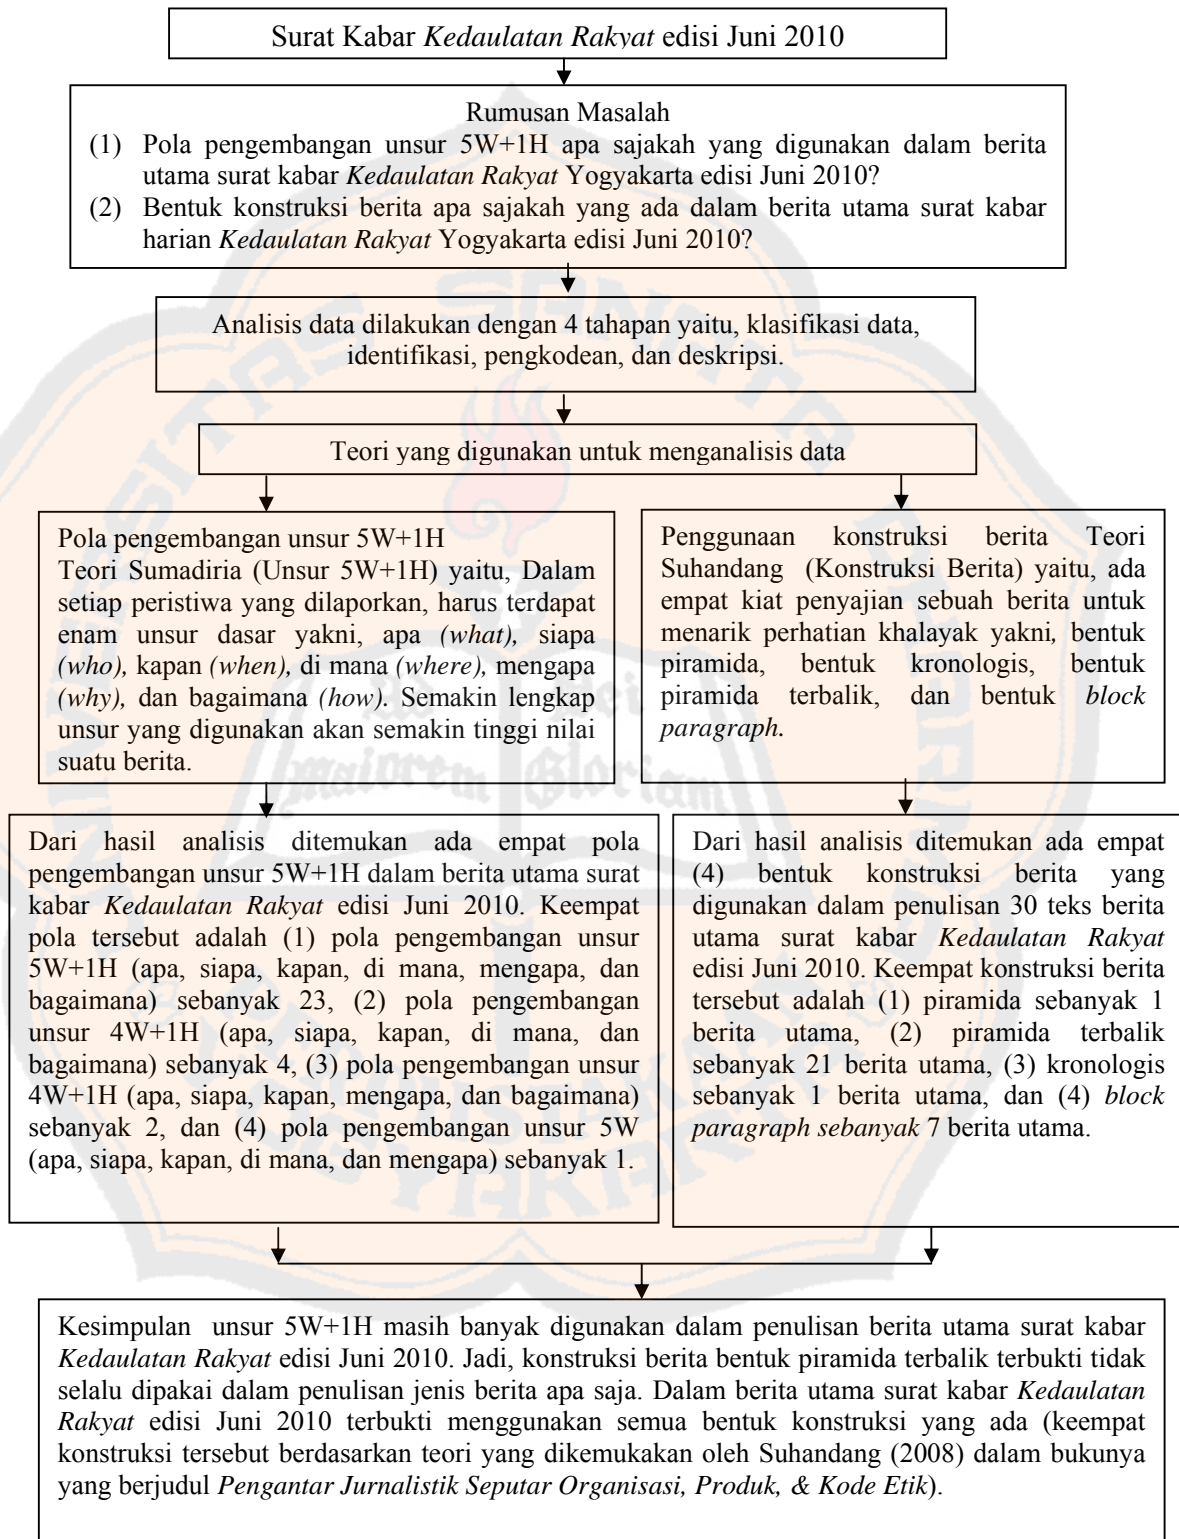 Surat Kabar Kedaulatan Rakyat edisi Juni 2010
Rumusan Masalah
(1) Pola pengembangan unsur 5W+1H apa sajakah yang digunakan dalam berita
utama surat kabar Kedaulatan Rakyat Yogyakarta edisi Juni 2010?
(2) Bentuk konstruksi berita apa sajakah yang ada dalam berita utama surat kabar
harian Kedaulatan Rakyat Yogyakarta edisi Juni 2010?
Analisis data dilakukan dengan 4 tahapan yaitu, klasifikasi data,
identifikasi, pengkodean, dan deskripsi.
Teori yang digunakan untuk menganalisis data
Pola pengembangan unsur 5W+1H
Teori Sumadiria (Unsur 5W+1H) yaitu, Dalam
setiap peristiwa yang dilaporkan, harus terdapat
enam unsur dasar yakni, apa (what), siapa
(who), kapan (when), di mana (where), mengapa
(why), dan bagaimana (how). Semakin lengkap
unsur yang digunakan akan semakin tinggi nilai
suatu berita.
Penggunaan konstruksi berita Teori
Suhandang (Konstruksi Berita) yaitu, ada
empat kiat penyajian sebuah berita untuk
menarik perhatian khalayak yakni, bentuk
piramida, bentuk kronologis, bentuk
piramida terbalik, dan bentuk block
paragraph.
Dari hasil analisis ditemukan ada empat pola
pengembangan unsur 5W+1H dalam berita utama surat
kabar Kedaulatan Rakyat edisi Juni 2010. Keempat
pola tersebut adalah (1) pola pengembangan unsur
5W+1H (apa, siapa, kapan, di mana, mengapa, dan
bagaimana) sebanyak 23, (2) pola pengembangan
unsur 4W+1H (apa, siapa, kapan, di mana, dan
bagaimana) sebanyak 4, (3) pola pengembangan unsur
4W+1H (apa, siapa, kapan, mengapa, dan bagaimana)
sebanyak 2, dan (4) pola pengembangan unsur 5W
(apa, siapa, kapan, di mana, dan mengapa) sebanyak 1.
Dari hasil analisis ditemukan ada empat
(4) bentuk konstruksi berita yang
digunakan dalam penulisan 30 teks berita
utama surat kabar Kedaulatan Rakyat
edisi Juni 2010. Keempat konstruksi berita
tersebut adalah (1) piramida sebanyak 1
berita utama, (2) piramida terbalik
sebanyak 21 berita utama, (3) kronologis
sebanyak 1 berita utama, dan (4) block
paragraph sebanyak 7 berita utama.
Kesimpulan unsur 5W+1H masih banyak digunakan dalam penulisan berita utama surat kabar
Kedaulatan Rakyat edisi Juni 2010. Jadi, konstruksi berita bentuk piramida terbalik terbukti tidak
selalu dipakai dalam penulisan jenis berita apa saja. Dalam berita utama surat kabar Kedaulatan
Rakyat edisi Juni 2010 terbukti menggunakan semua bentuk konstruksi yang ada (keempat
konstruksi tersebut berdasarkan teori yang dikemukakan oleh Suhandang (2008) dalam bukunya
yang berjudul Pengantar Jurnalistik Seputar Organisasi, Produk, & Kode Etik).
UNIVERSITAS SANATA DHARMA
Ad Maiorem Dei Gloriam
PERPUSTAKAAN
YOGYAKARTA